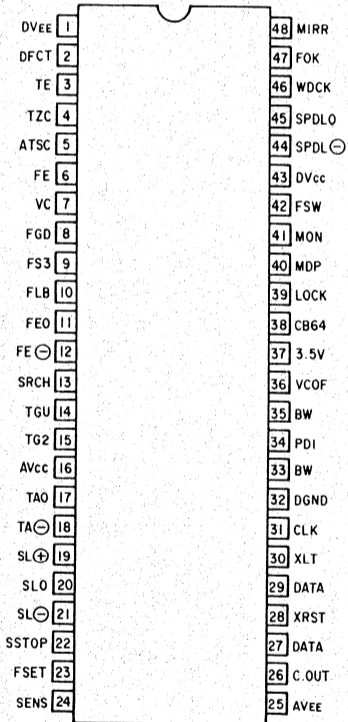 DVEE 1
DFCT 2
TE 3
TZC 4
ATSC 5
FE 6
VC 7
FGD 8
FS3 9
FLB 10
FEO 11
FE⊖ 12
SRCH 13
TGU 14
TG2 15
AVcc 16
TAO 17
TA⊖ 18
SL⊕ 19
SLO 20
SL⊖ 21
SSTOP 22
FSET 23
SENS 24
48 MIRR
47 FOK
46 WDCK
45 SPDLO
44 SPDL⊖
43 DVcc
42 FSW
41 MON
40 MDP
39 LOCK
38 CB64
37 3.5V
36 VCOF
35 BW
34 PDI
33 BW
32 DGND
31 CLK
30 XLT
29 DATA
28 XRST
27 DATA
26 C.OUT
25 AVEE